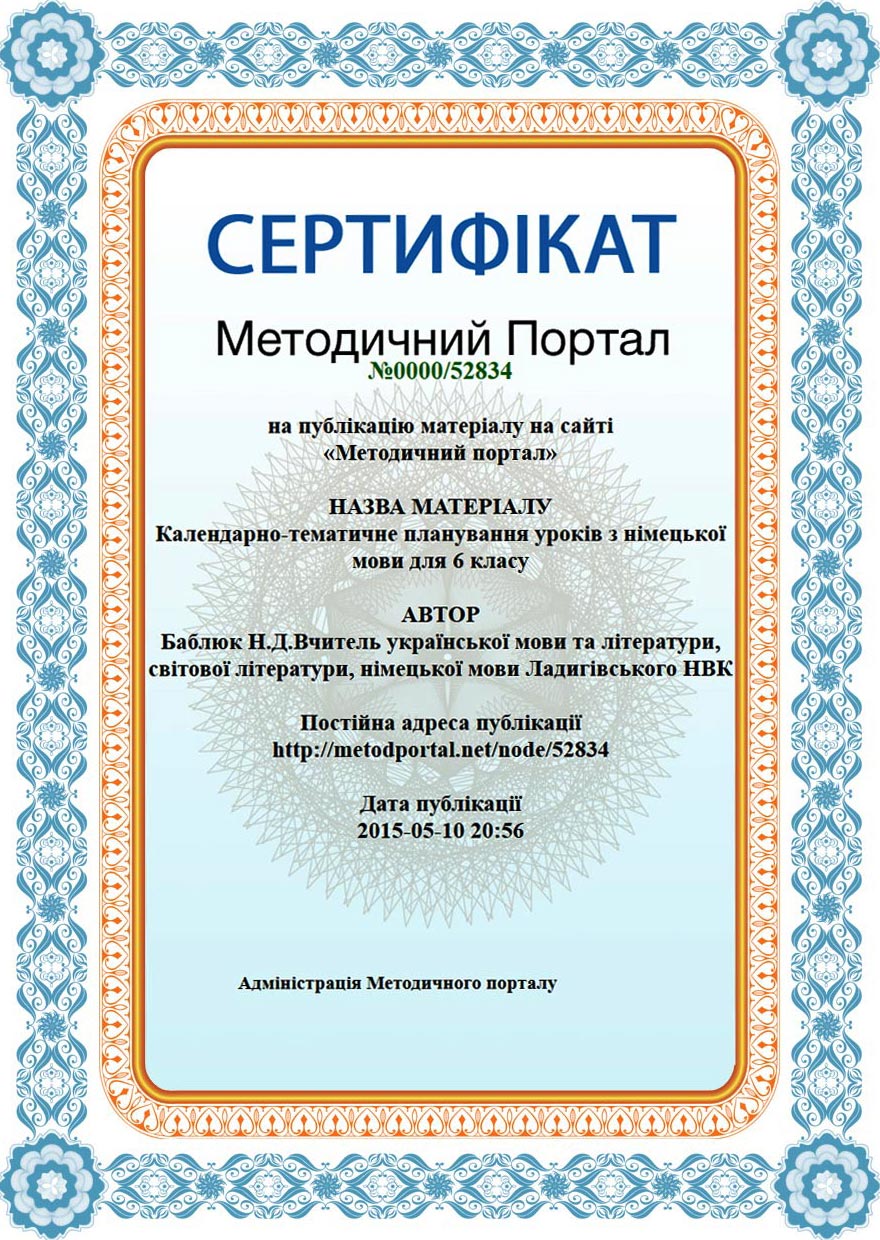 СЕРТИФІКАТ
Методичний Портал
№0000/52834
на публікацію матеріалу на сайті
«Методичний портал»
НАЗВА МАТЕРІАЛУ
Календарно-тематичне планування уроків з німецької
мови для 6 класу
АВТОР
Баблюк Н.Д.Вчитель української мови та літератури,
світової літератури, німецької мови Ладигівського НВК
Постійна адреса публікації
http://metodportal.net/node/52834
Дата публікації
2015-05-10 20:56
Адміністрація Методичного порталу